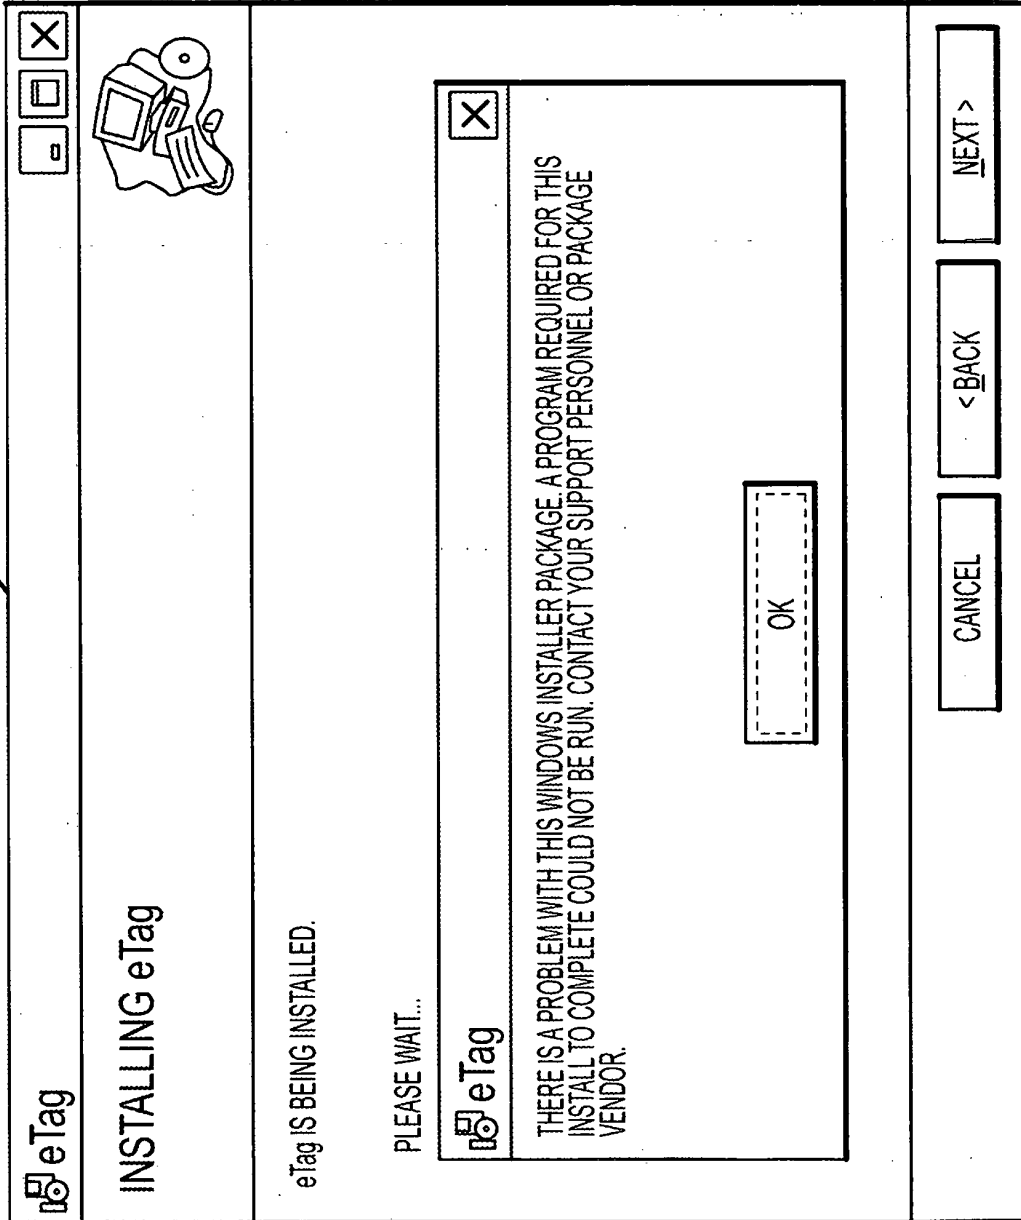 eTag
INSTALLING eTag
eTag IS BEING INSTALLED.
PLEASE WAIT...
eTag
THERE IS A PROBLEM WITH THIS WINDOWS INSTALLER PACKAGE. A PROGRAM REQUIRED FOR THIS
INSTALL TO COMPLETE COULD NOT BE RUN. CONTACT YOUR SUPPORT PERSONNEL OR PACKAGE
VENDOR.
OK
CANCEL
< BACK
NEXT >